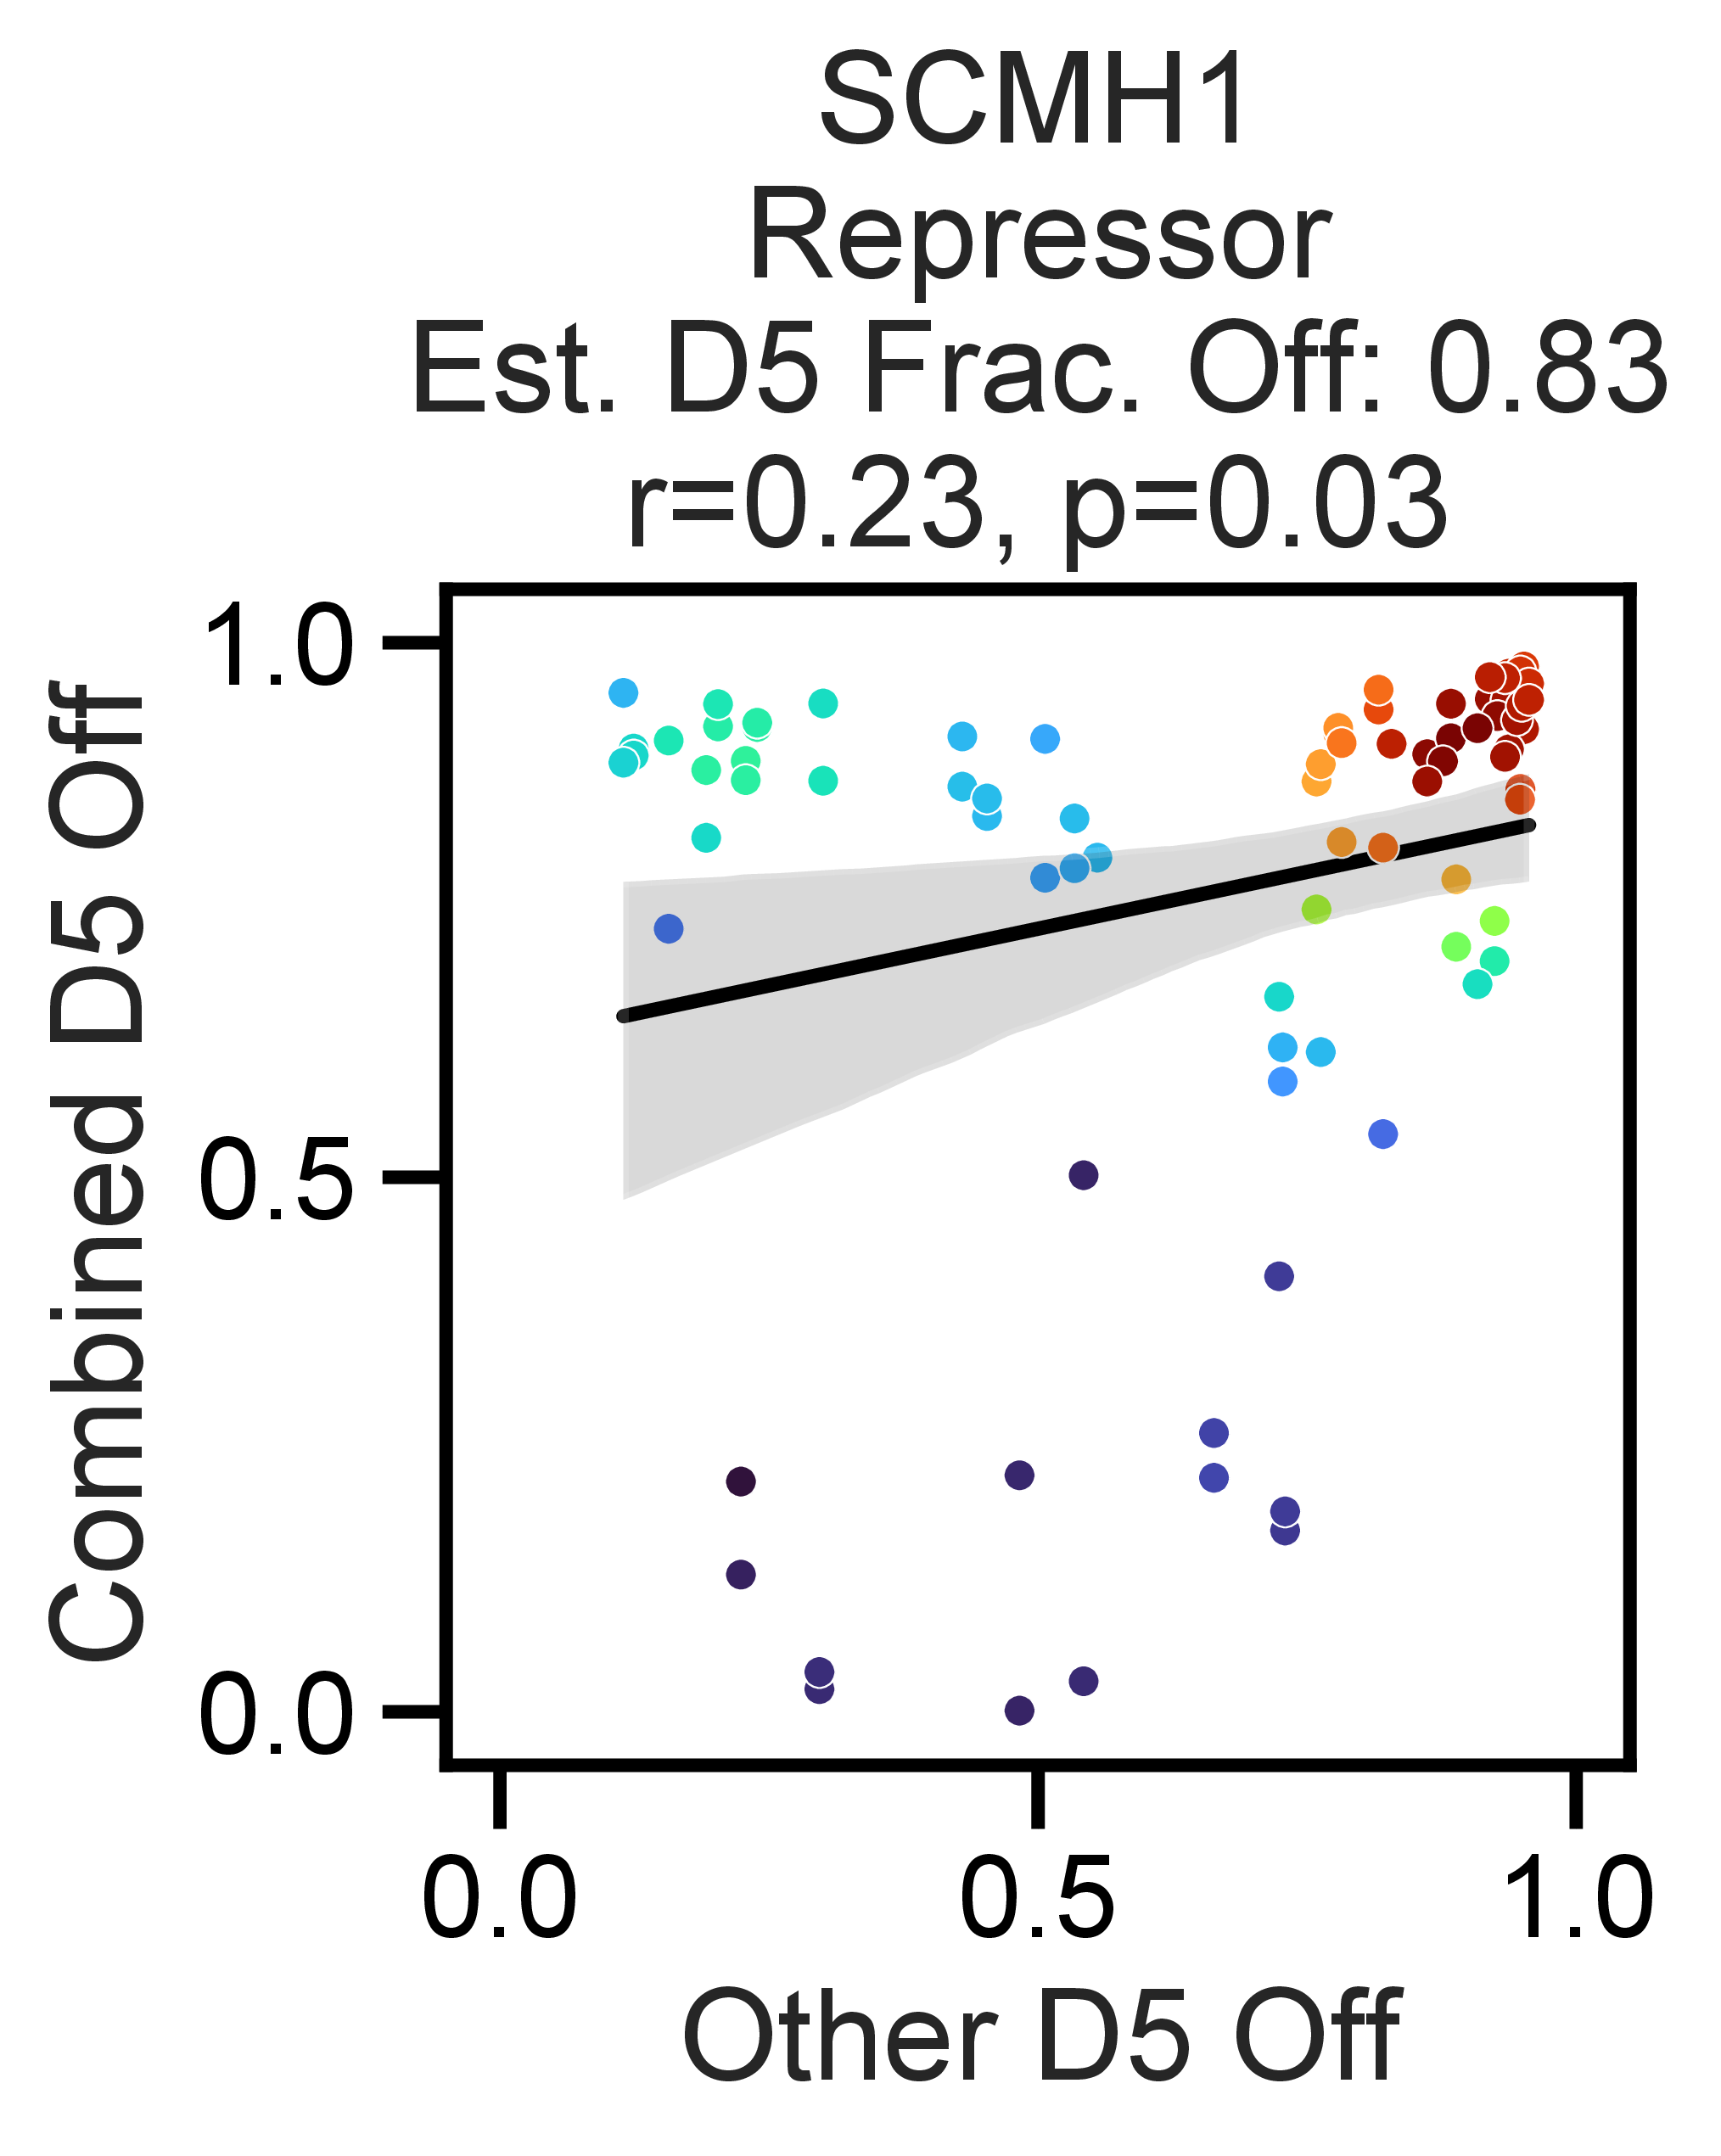 SCMH1
Repressor
Est. D5 Frac. Off: 0.83
r=0.23, p=0.03
1.0
0.5
0.0
Combined D5 Off
0.0 0.5 1.0
Other D5 Off